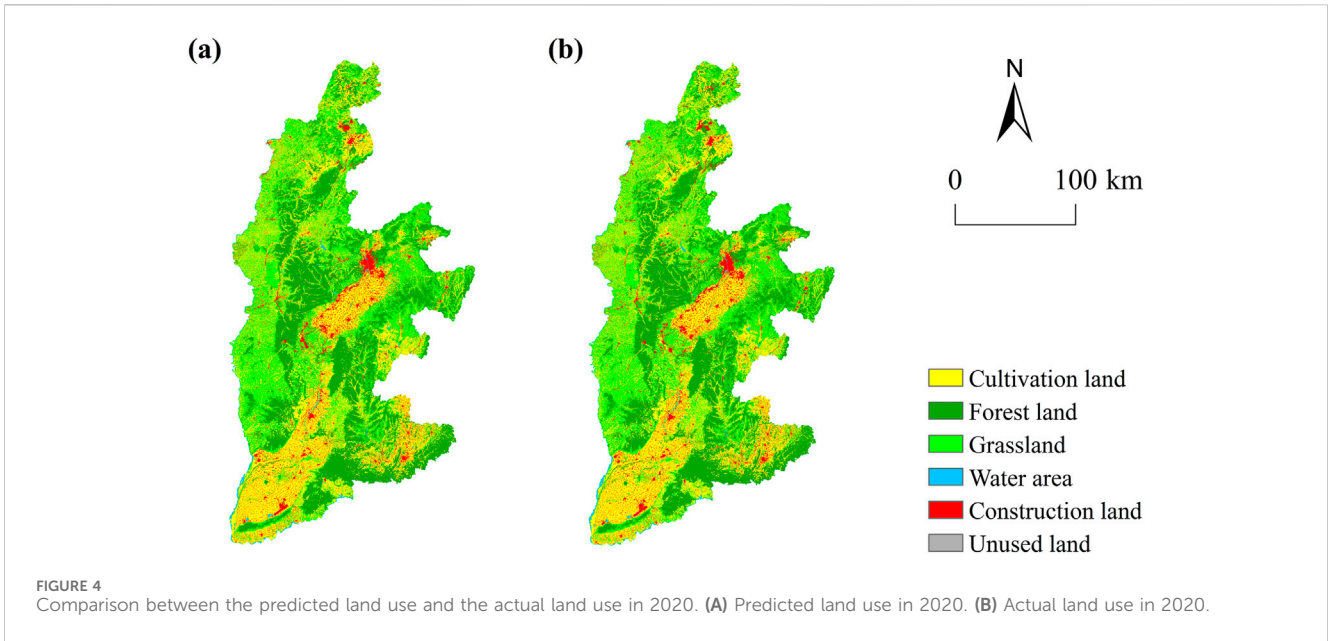 (a)
(b)
N
0 100 km
Cultivation land
Forest land
Grassland
Water area
Construction land
Unused land
FIGURE 4
Comparison between the predicted land use and the actual land use in 2020. (A) Predicted land use in 2020. (B) Actual land use in 2020.